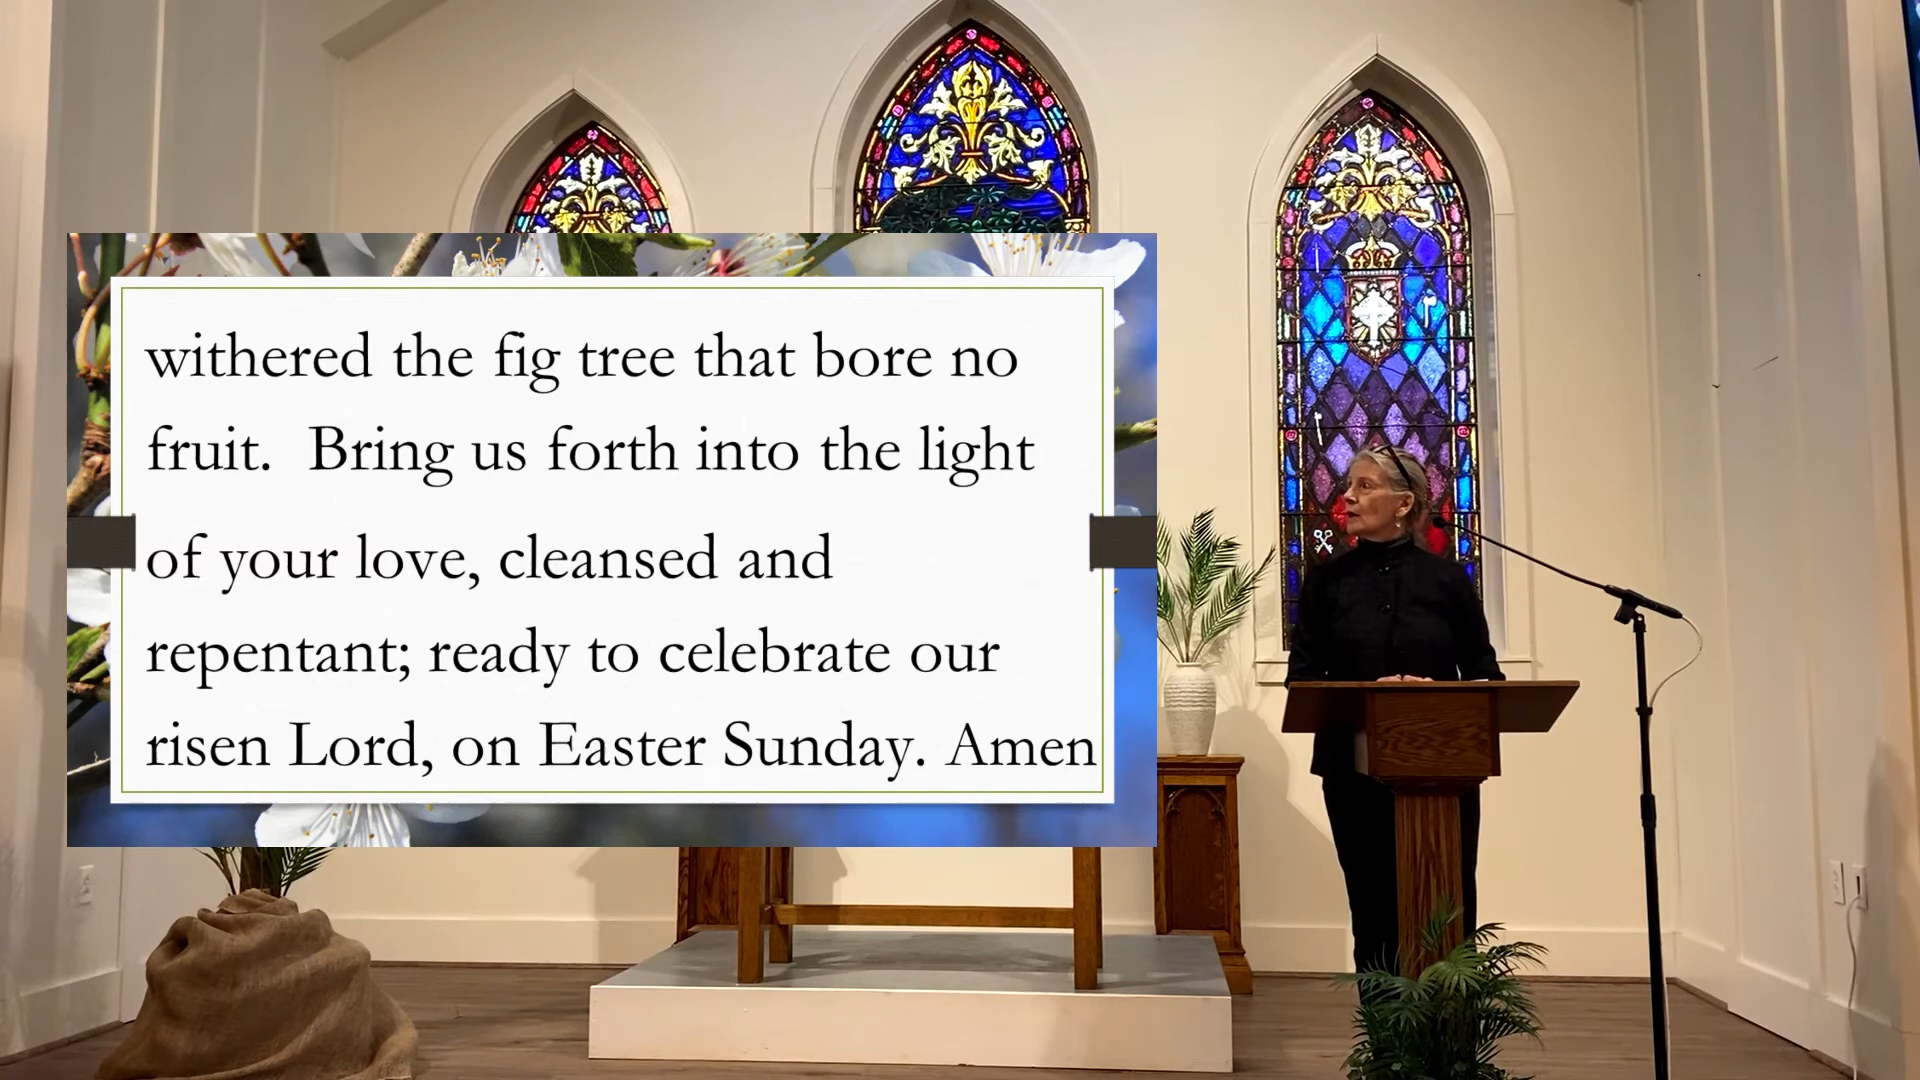 withered the fig tree that bore no
fruit.  Bring us forth into the light
of your love, cleansed and
repentant; ready to celebrate our
risen Lord, on Easter Sunday. Amen